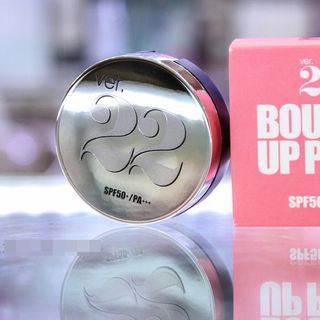 ver.
22
SPF50+/PA+++
ver.
22
BOU
UP P
SPF50